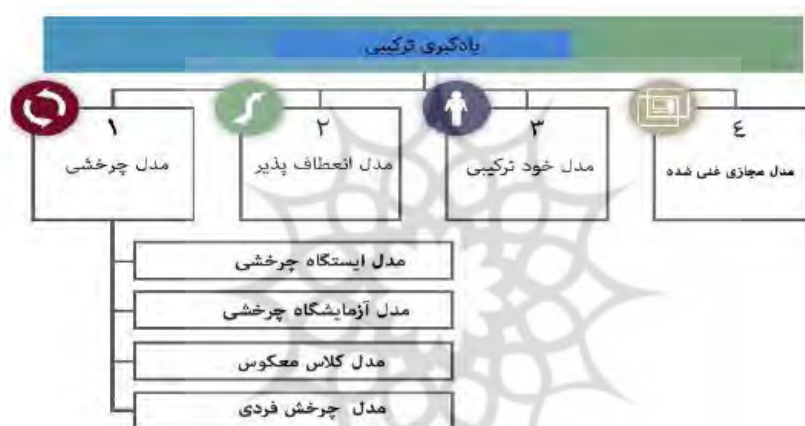 یادگیری ترکیبی
۱
مدل چرخشی
۲
مدل انعطاف پذیر
۳
مدل خود ترکیبی
٤
مدل مجازی غنی شده
مدل ایستگاه چرخشی
مدل آزمایشگاه چرخشی
مدل کلاس معکوس
مدل چرخش فردی